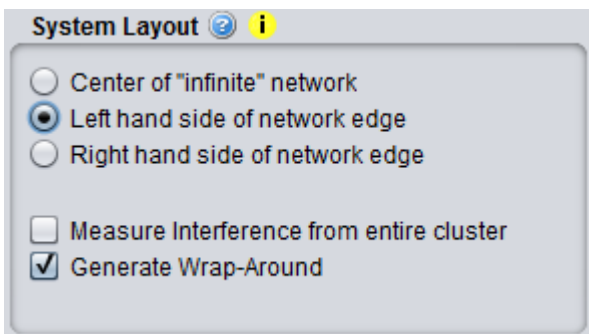 System Layout ? i
Center of "infinite" network
Left hand side of network edge
Right hand side of network edge
Measure Interference from entire cluster
Generate Wrap-Around